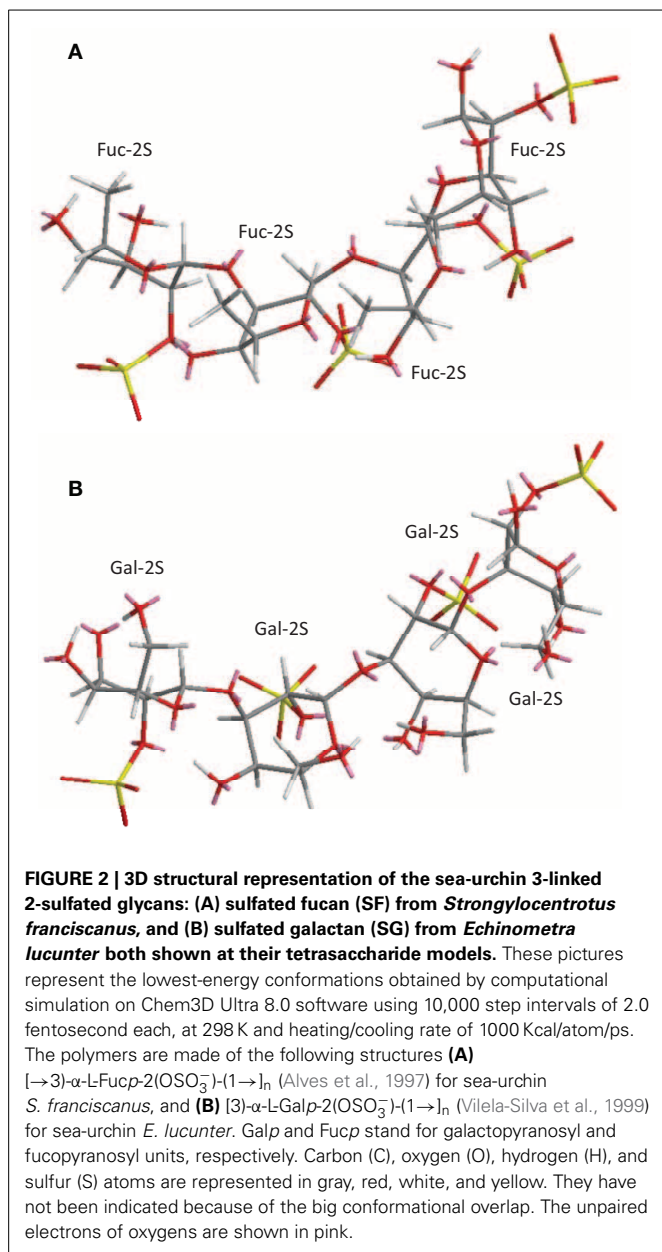 A
Fuc-2S
Fuc-2S
Fuc-2S
Fuc-2S
B
Gal-2S
Gal-2S
Gal-2S
Gal-2S
FIGURE 2 | 3D structural representation of the sea-urchin 3-linked
2-sulfated glycans: (A) sulfated fucan (SF) from Strongylocentrotus
franciscanus, and (B) sulfated galactan (SG) from Echinometra
lucunter both shown at their tetrasaccharide models. These pictures
represent the lowest-energy conformations obtained by computational
simulation on Chem3D Ultra 8.0 software using 10,000 step intervals of 2.0
fentosecond each, at 298 K and heating/cooling rate of 1000 Kcal/atom/ps.
The polymers are made of the following structures (A)
[→3)-α-L-Fucp-2(OSO₃⁻)-(1→]ₙ (Alves et al., 1997) for sea-urchin
S. franciscanus, and (B) [3)-α-L-Galp-2(OSO₃⁻)-(1→]ₙ (Vilela-Silva et al., 1999)
for sea-urchin E. lucunter. Galp and Fucp stand for galactopyranosyl and
fucopyranosyl units, respectively. Carbon (C), oxygen (O), hydrogen (H), and
sulfur (S) atoms are represented in gray, red, white, and yellow. They have
not been indicated because of the big conformational overlap. The unpaired
electrons of oxygens are shown in pink.